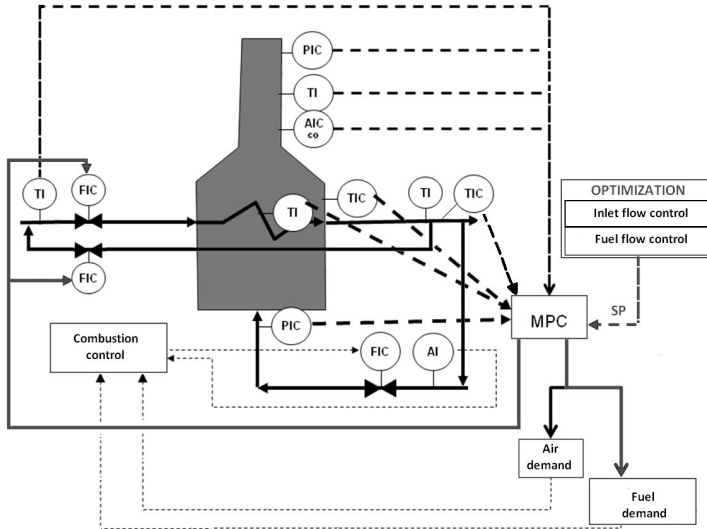 PIC
TI
AIC
co
TI
FIC
TI
TIC
TI
TIC
FIC
OPTIMIZATION
Inlet flow control
Fuel flow control
SP
MPC
PIC
Combustion
control
FIC
AI
Air
demand
Fuel
demand